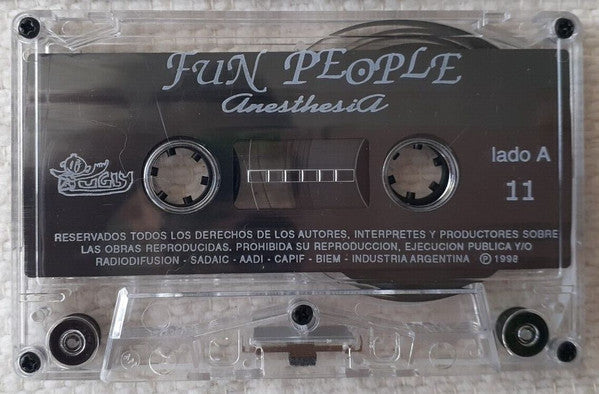 FUN PEOPLE
AnesthesiA
UGLY
lado A
11
RESERVADOS TODOS LOS DERECHOS DE LOS AUTORES, INTERPRETES Y PRODUCTORES SOBRE
LAS OBRAS REPRODUCIDAS. PROHIBIDA SU REPRODUCCION, EJECUCION PUBLICA Y/O
RADIODIFUSION - SADAIC - AADI - CAPIF - BIEM - INDUSTRIA ARGENTINA Ⓟ 1998